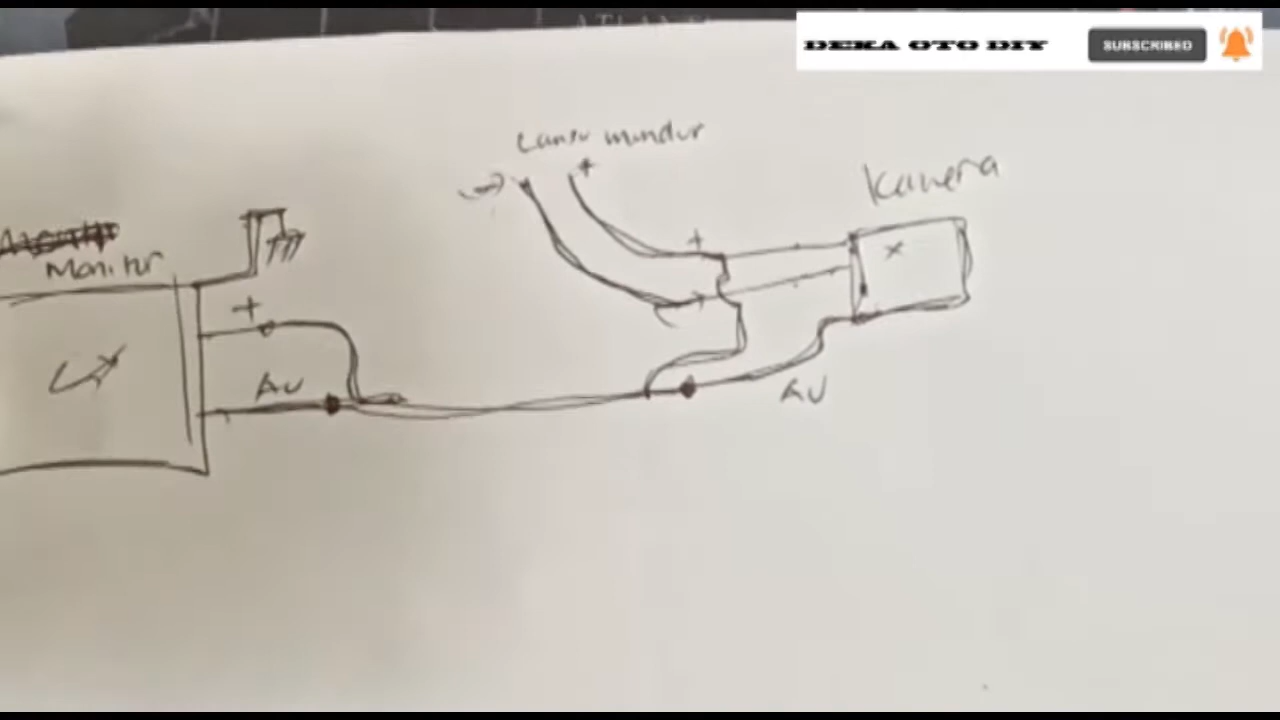 DEKA OTO DIY
SUBSCRIBED
Lampu mundur
+
Kamera
+
Monitor
+
AV
AV